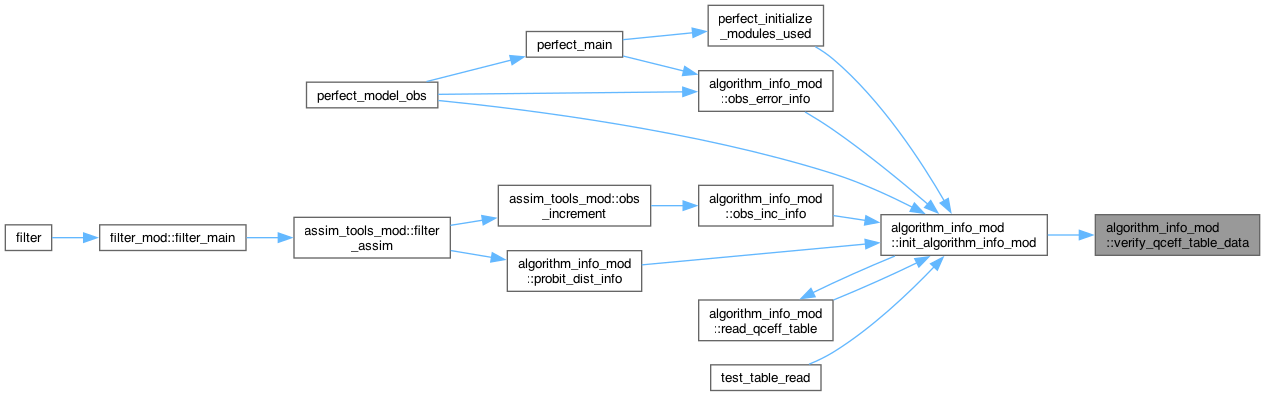 perfect_initialize
_modules_used
perfect_main
algorithm_info_mod
::obs_error_info
perfect_model_obs
assim_tools_mod::obs
_increment
algorithm_info_mod
::obs_inc_info
algorithm_info_mod
::init_algorithm_info_mod
algorithm_info_mod
::verify_qceff_table_data
filter
filter_mod::filter_main
assim_tools_mod::filter
_assim
algorithm_info_mod
::probit_dist_info
algorithm_info_mod
::read_qceff_table
test_table_read